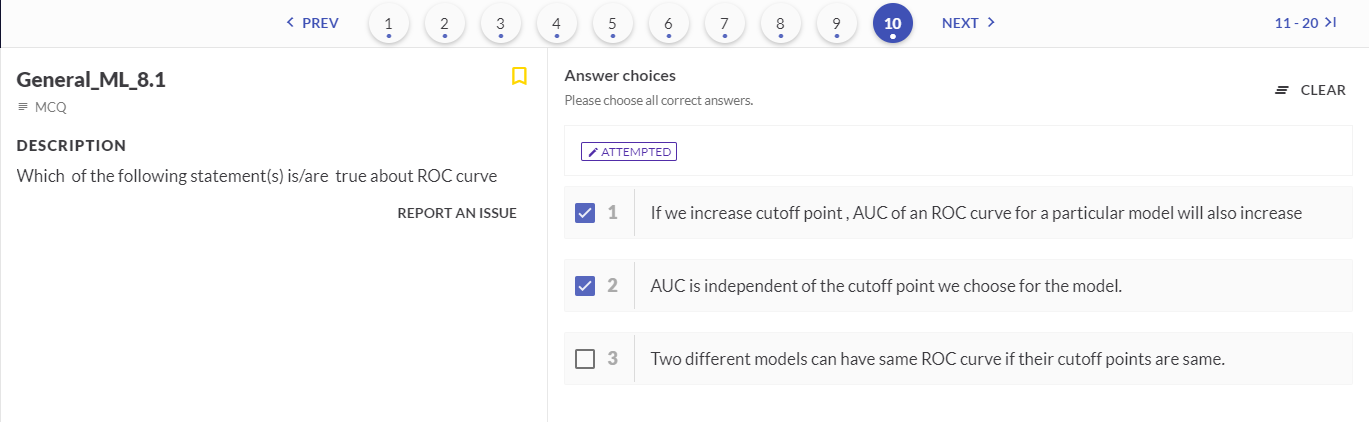 PREV 1 2 3 4 5 6 7 8 9 10 NEXT 11 - 20
General_ML_8.1
MCQ
DESCRIPTION
Which of the following statement(s) is/are true about ROC curve
REPORT AN ISSUE
Answer choices
Please choose all correct answers.
CLEAR
ATTEMPTED
1 If we increase cutoff point , AUC of an ROC curve for a particular model will also increase
2 AUC is independent of the cutoff point we choose for the model.
3 Two different models can have same ROC curve if their cutoff points are same.